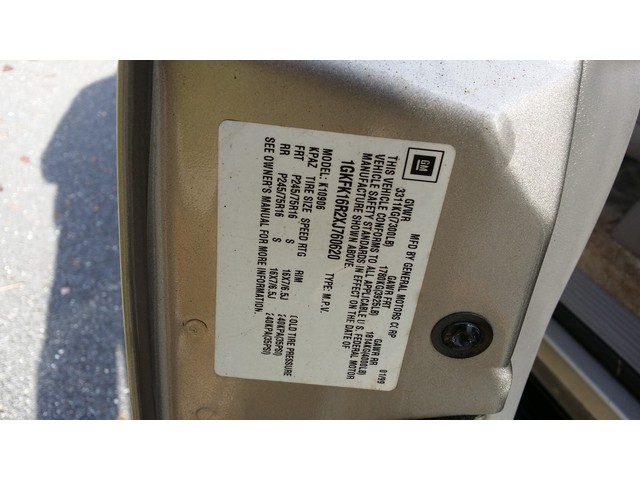 GM
MFD BY GENERAL MOTORS CORP 01/99
GVWR GAWR FRT GAWR RR
3311KG(7300LB) 1780KG(3925LB) 1814KG(4000LB)
THIS VEHICLE CONFORMS TO ALL APPLICABLE U.S. FEDERAL MOTOR
VEHICLE SAFETY STANDARDS IN EFFECT ON THE DATE OF
MANUFACTURE SHOWN ABOVE.
1GKFK16R2XJ760620 TYPE: M.P.V.
MODEL: K10906
KPAZ TIRE SIZE SPEED RTG RIM COLD TIRE PRESSURE
FRT P245/75R16 S 16X7/6.5J 240KPA(35PSI)
RR P245/75R16 S 16X7/6.5J 240KPA(35PSI)
SEE OWNER'S MANUAL FOR MORE INFORMATION.